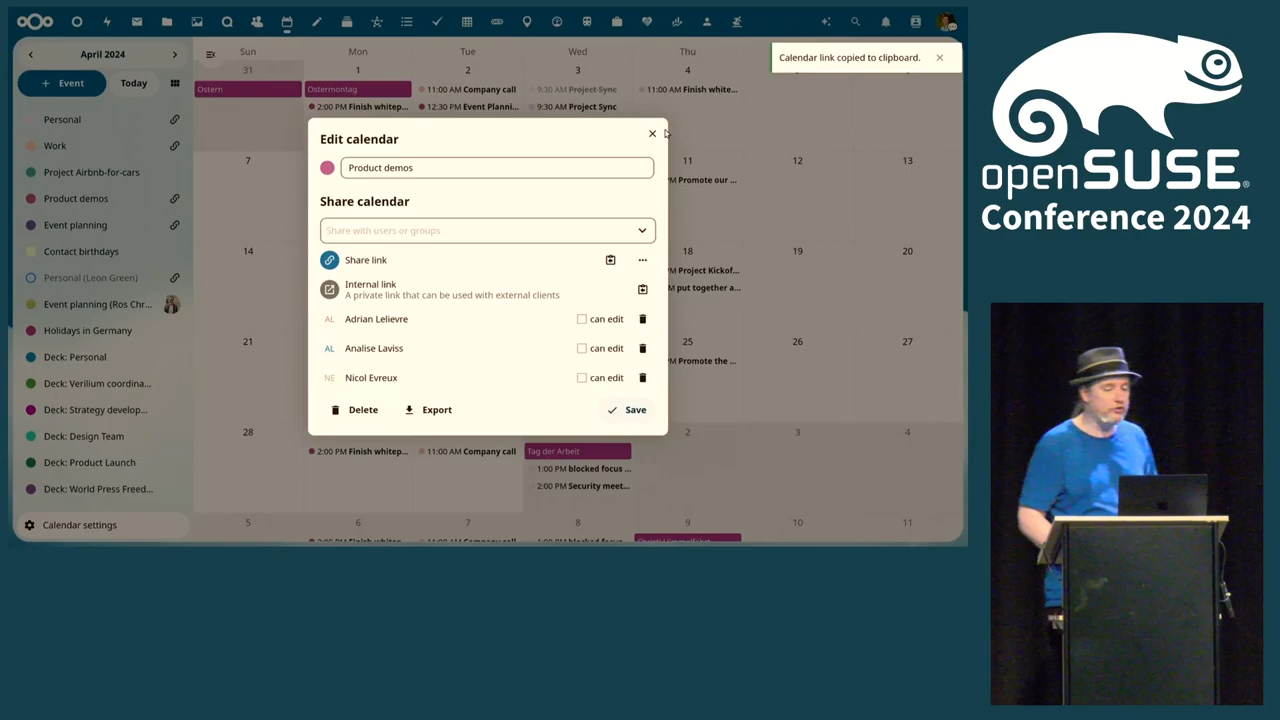 April 2024
Event
Today
Personal
Work
Project Airbnb-for-cars
Product demos
Event planning
Contact birthdays
Personal (Leon Green)
Event planning (Ros Chr...
Holidays in Germany
Deck: Personal
Deck: Verilium coordina...
Deck: Strategy develop...
Deck: Design Team
Deck: Product Launch
Deck: World Press Freed...
Calendar settings
Sun
Mon
Tue
Wed
Thu
31
1
2
3
4
Ostern
Ostermontag
11:00 AM Company call
9:30 AM Project Sync
11:00 AM Finish white...
2:00 PM Finish whitep...
12:30 PM Event Planni...
9:30 AM Project Sync
7
11
12
13
Promote our ...
14
18
19
20
Project Kickof...
put together a...
21
25
26
27
Promote the ...
28
2
3
4
2:00 PM Finish whitep...
11:00 AM Company call
Tag der Arbeit
1:00 PM blocked focus ...
2:00 PM Security meet...
5
6
7
8
9
10
11
Calendar link copied to clipboard.
Edit calendar
Product demos
Share calendar
Share with users or groups
Share link
Internal link
A private link that can be used with external clients
AL Adrian Lelievre can edit
AL Analise Laviss can edit
NE Nicol Evreux can edit
Delete
Export
Save
openSUSE®
Conference 2024